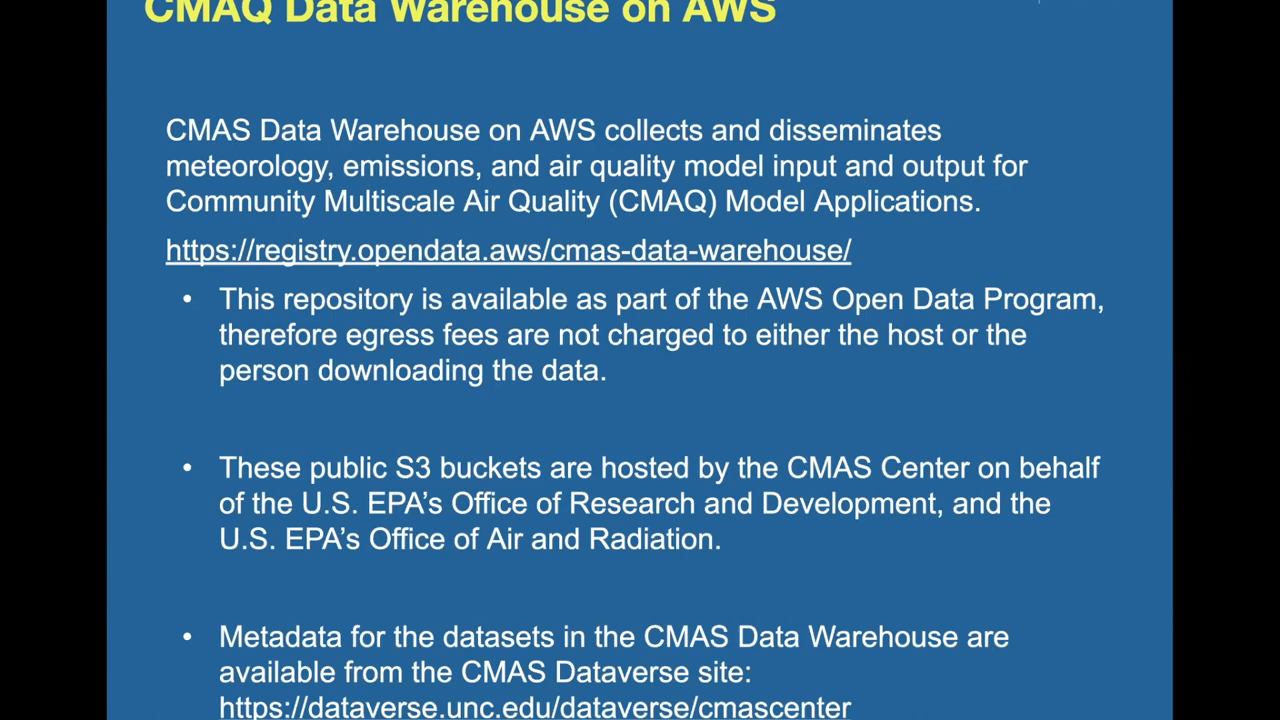 CMAQ Data Warehouse on AWS
CMAS Data Warehouse on AWS collects and disseminates
meteorology, emissions, and air quality model input and output for
Community Multiscale Air Quality (CMAQ) Model Applications.
https://registry.opendata.aws/cmas-data-warehouse/
• This repository is available as part of the AWS Open Data Program,
therefore egress fees are not charged to either the host or the
person downloading the data.
• These public S3 buckets are hosted by the CMAS Center on behalf
of the U.S. EPA’s Office of Research and Development, and the
U.S. EPA’s Office of Air and Radiation.
• Metadata for the datasets in the CMAS Data Warehouse are
available from the CMAS Dataverse site:
https://dataverse.unc.edu/dataverse/cmascenter